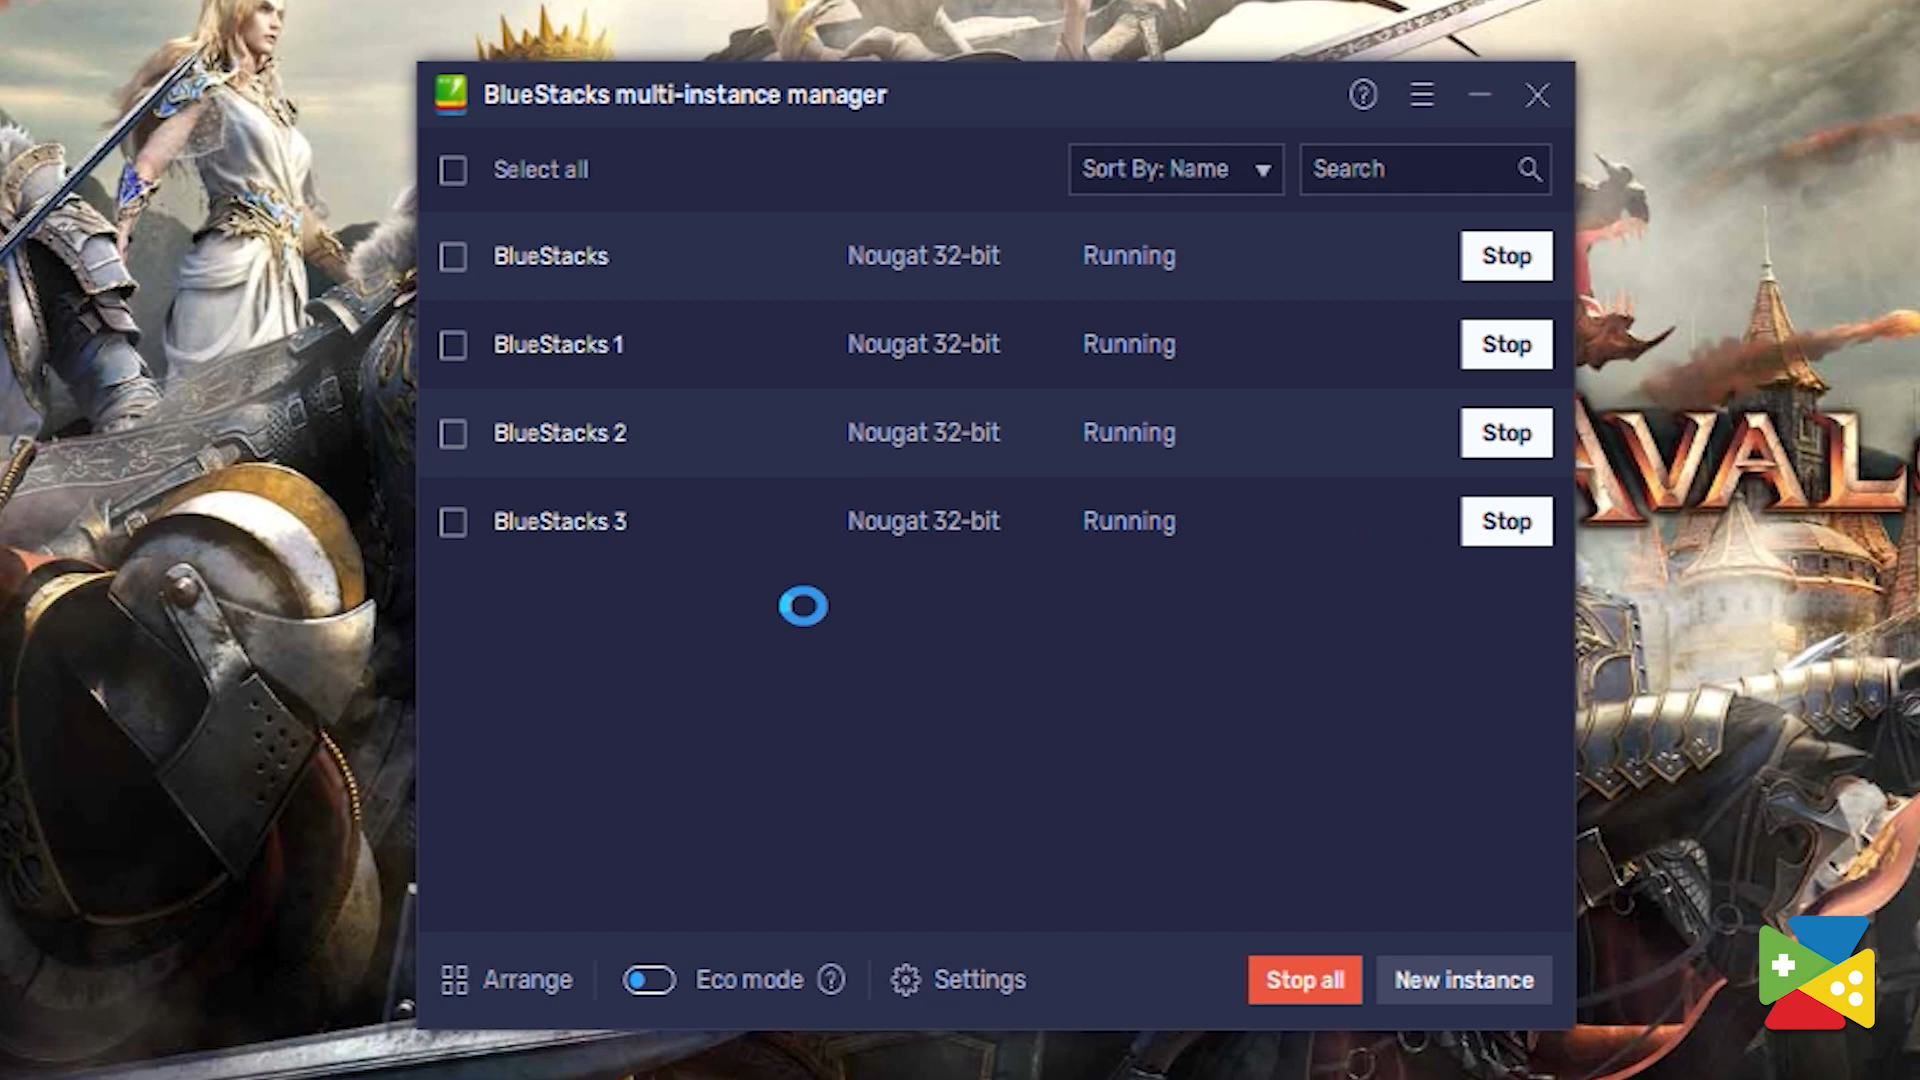 BlueStacks multi-instance manager
Select all
Sort By: Name
Search
BlueStacks Nougat 32-bit Running Stop
BlueStacks 1 Nougat 32-bit Running Stop
BlueStacks 2 Nougat 32-bit Running Stop
BlueStacks 3 Nougat 32-bit Running Stop
AVAL
Arrange
Eco mode
Settings
Stop all
New instance